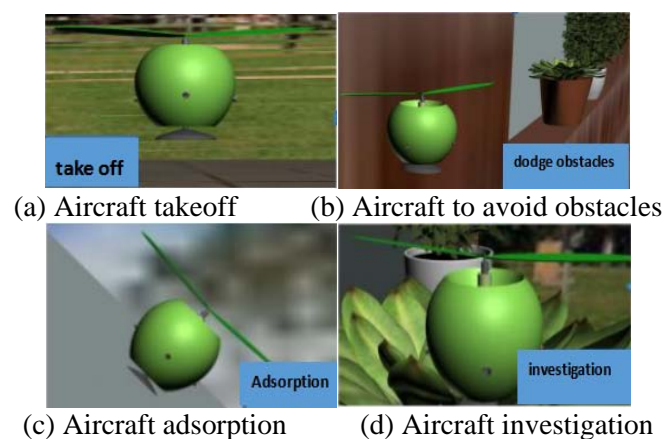 take off
dodge obstacles
(a) Aircraft takeoff (b) Aircraft to avoid obstacles
Adsorption
investigation
(c) Aircraft adsorption (d) Aircraft investigation